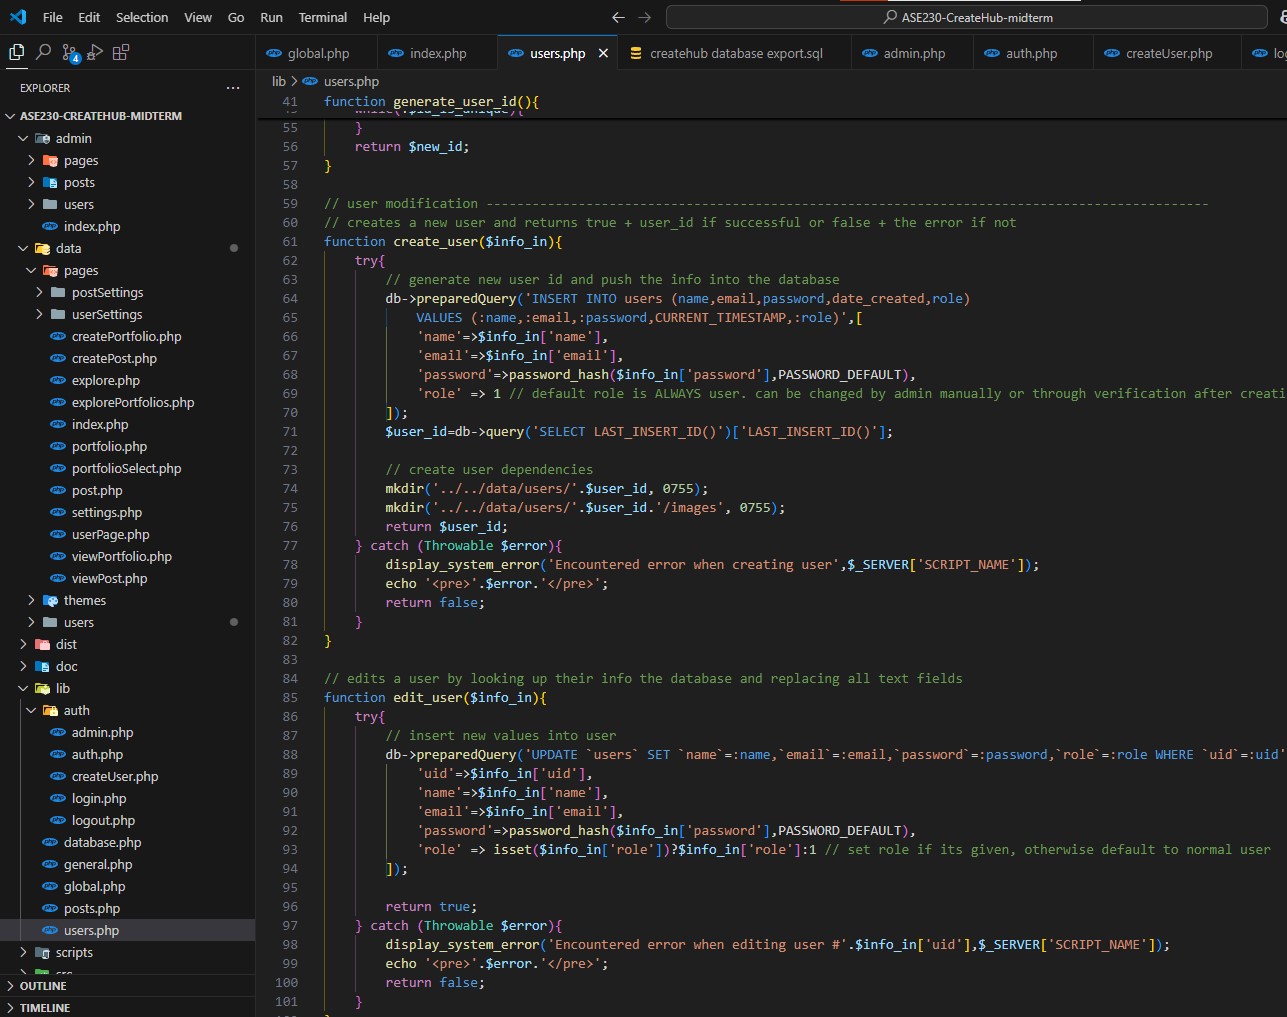 File Edit Selection View Go Run Terminal Help
ASE230-CreateHub-midterm
4
EXPLORER
ASE230-CREATEHUB-MIDTERM
admin
pages
posts
users
index.php
data
pages
postSettings
userSettings
createPortfolio.php
createPost.php
explore.php
explorePortfolios.php
index.php
portfolio.php
portfolioSelect.php
post.php
settings.php
userPage.php
viewPortfolio.php
viewPost.php
themes
users
dist
doc
lib
auth
admin.php
auth.php
createUser.php
login.php
logout.php
database.php
general.php
global.php
posts.php
users.php
scripts
src
OUTLINE
TIMELINE
global.php index.php users.php createhub database export.sql admin.php auth.php createUser.php
lib > users.php
41 function generate_user_id(){
55 }
56 return $new_id;
57 }
58
59 // user modification ----------------------------------------------------------------------------------------------
60 // creates a new user and returns true + user_id if successful or false + the error if not
61 function create_user($info_in){
62 try{
63 // generate new user id and push the info into the database
64 db->preparedQuery('INSERT INTO users (name,email,password,date_created,role)
65 VALUES (:name,:email,:password,CURRENT_TIMESTAMP,:role)',[
66 'name'=>$info_in['name'],
67 'email'=>$info_in['email'],
68 'password'=>password_hash($info_in['password'],PASSWORD_DEFAULT),
69 'role' => 1 // default role is ALWAYS user. can be changed by admin manually or through verification after creati
70 ]);
71 $user_id=db->query('SELECT LAST_INSERT_ID()')['LAST_INSERT_ID()'];
72
73 // create user dependencies
74 mkdir('../../data/users/'.$user_id, 0755);
75 mkdir('../../data/users/'.$user_id.'/images', 0755);
76 return $user_id;
77 } catch (Throwable $error){
78 display_system_error('Encountered error when creating user',$_SERVER['SCRIPT_NAME']);
79 echo '<pre>'.$error.'</pre>';
80 return false;
81 }
82 }
83
84 // edits a user by looking up their info the database and replacing all text fields
85 function edit_user($info_in){
86 try{
87 // insert new values into user
88 db->preparedQuery('UPDATE `users` SET `name`=:name,`email`=:email,`password`=:password,`role`=:role WHERE `uid`=:uid'
89 'uid'=>$info_in['uid'],
90 'name'=>$info_in['name'],
91 'email'=>$info_in['email'],
92 'password'=>password_hash($info_in['password'],PASSWORD_DEFAULT),
93 'role' => isset($info_in['role'])?$info_in['role']:1 // set role if its given, otherwise default to normal user
94 ]);
95
96 return true;
97 } catch (Throwable $error){
98 display_system_error('Encountered error when editing user #'.$info_in['uid'],$_SERVER['SCRIPT_NAME']);
99 echo '<pre>'.$error.'</pre>';
100 return false;
101 }